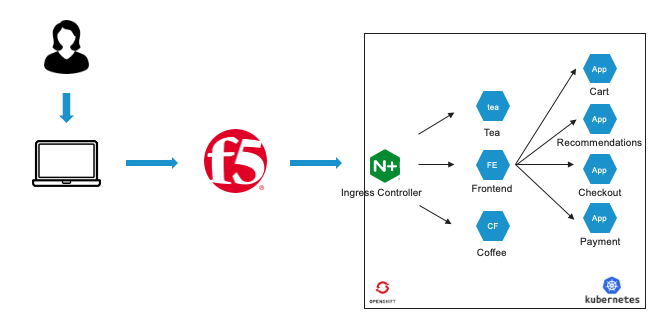 f5
®
N+
Ingress Controller
tea
Tea
FE
Frontend
CF
Coffee
App
Cart
App
Recommendations
App
Checkout
App
Payment
OPENSHIFT
kubernetes